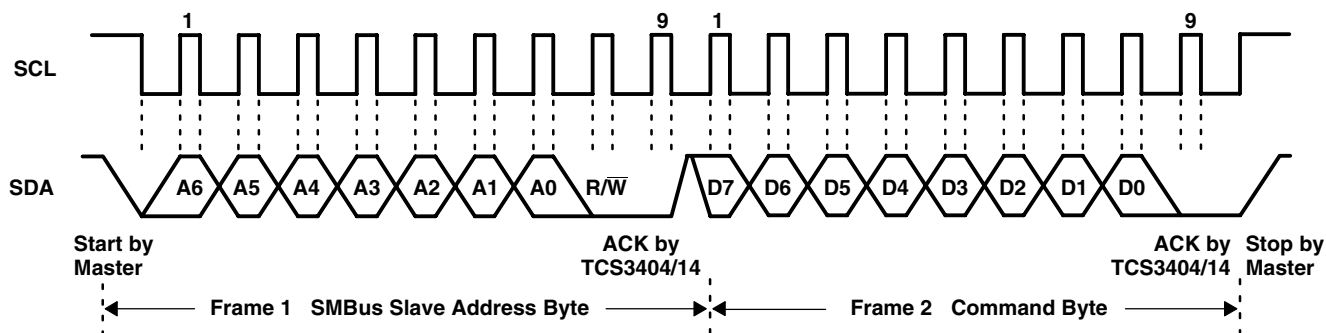 1 9 1 9
SCL
SDA
A6 A5 A4 A3 A2 A1 A0 R/W̅ D7 D6 D5 D4 D3 D2 D1 D0
Start by Master
ACK by TCS3404/14
ACK by TCS3404/14
Stop by Master
Frame 1 SMBus Slave Address Byte
Frame 2 Command Byte